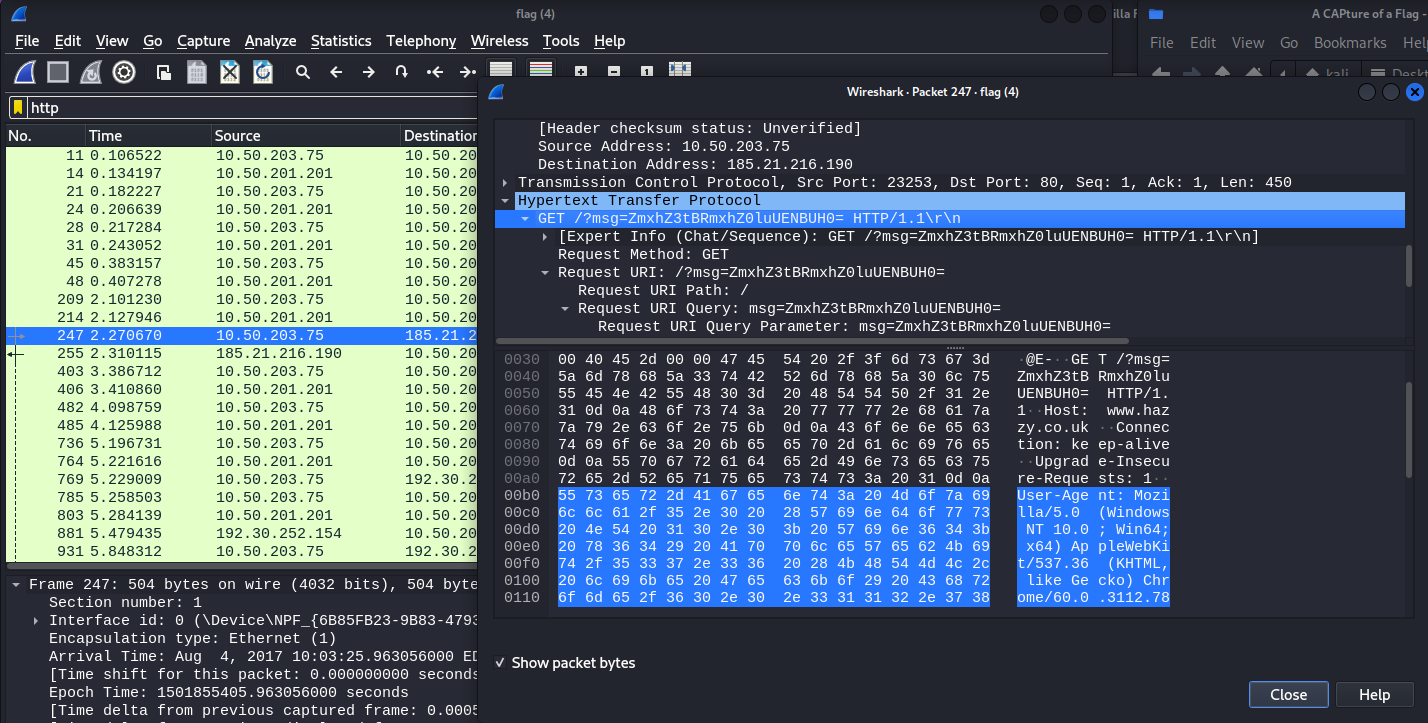 flag (4)
illa F
A CAPture of a Flag -
File Edit View Go Capture Analyze Statistics Telephony Wireless Tools Help
File Edit View Go Bookmarks Help
kali
Deskt
http
Wireshark · Packet 247 · flag (4)
No. Time Source Destination
11 0.106522 10.50.203.75 10.50.20
14 0.134197 10.50.201.201 10.50.20
21 0.182227 10.50.203.75 10.50.20
24 0.206639 10.50.201.201 10.50.20
28 0.217284 10.50.203.75 10.50.20
31 0.243052 10.50.201.201 10.50.20
45 0.383157 10.50.203.75 10.50.20
48 0.407278 10.50.201.201 10.50.20
209 2.101230 10.50.203.75 10.50.20
214 2.127946 10.50.201.201 10.50.20
247 2.270670 10.50.203.75 185.21.2
255 2.310115 185.21.216.190 10.50.20
403 3.386712 10.50.203.75 10.50.20
406 3.410860 10.50.201.201 10.50.20
482 4.098759 10.50.203.75 10.50.20
485 4.125988 10.50.201.201 10.50.20
736 5.196731 10.50.203.75 10.50.20
764 5.221616 10.50.201.201 10.50.20
769 5.229009 10.50.203.75 192.30.2
785 5.258503 10.50.203.75 10.50.20
803 5.284139 10.50.201.201 10.50.20
881 5.479435 192.30.252.154 10.50.20
931 5.848312 10.50.203.75 192.30.2
Frame 247: 504 bytes on wire (4032 bits), 504 byte
Section number: 1
Interface id: 0 (\Device\NPF_{6B85FB23-9B83-4793
Encapsulation type: Ethernet (1)
Arrival Time: Aug  4, 2017 10:03:25.963056000 ED
[Time shift for this packet: 0.000000000 seconds
Epoch Time: 1501855405.963056000 seconds
[Time delta from previous captured frame: 0.0005
[Header checksum status: Unverified]
Source Address: 10.50.203.75
Destination Address: 185.21.216.190
Transmission Control Protocol, Src Port: 23253, Dst Port: 80, Seq: 1, Ack: 1, Len: 450
Hypertext Transfer Protocol
GET /?msg=ZmxhZ3tBRmxhZ0luUENBUH0= HTTP/1.1\r\n
[Expert Info (Chat/Sequence): GET /?msg=ZmxhZ3tBRmxhZ0luUENBUH0= HTTP/1.1\r\n]
Request Method: GET
Request URI: /?msg=ZmxhZ3tBRmxhZ0luUENBUH0=
Request URI Path: /
Request URI Query: msg=ZmxhZ3tBRmxhZ0luUENBUH0=
Request URI Query Parameter: msg=ZmxhZ3tBRmxhZ0luUENBUH0=
0030 00 40 45 2d 00 00 47 45 54 20 2f 3f 6d 73 67 3d ·@E-··GE T /?msg=
0040 5a 6d 78 68 5a 33 74 42 52 6d 78 68 5a 30 6c 75 ZmxhZ3tB RmxhZ0lu
0050 55 45 4e 42 55 48 30 3d 20 48 54 54 50 2f 31 2e UENBUH0= HTTP/1.
0060 31 0d 0a 48 6f 73 74 3a 20 77 77 77 2e 68 61 7a 1··Host: www.haz
0070 7a 79 2e 63 6f 2e 75 6b 0d 0a 43 6f 6e 6e 65 63 zy.co.uk ··Connec
0080 74 69 6f 6e 3a 20 6b 65 65 70 2d 61 6c 69 76 65 tion: ke ep-alive
0090 0d 0a 55 70 67 72 61 64 65 2d 49 6e 73 65 63 75 ··Upgrad e-Insecu
00a0 72 65 2d 52 65 71 75 65 73 74 73 3a 20 31 0d 0a re-Reque sts: 1··
00b0 55 73 65 72 2d 41 67 65 6e 74 3a 20 4d 6f 7a 69 User-Age nt: Mozi
00c0 6c 6c 61 2f 35 2e 30 20 28 57 69 6e 64 6f 77 73 lla/5.0 (Windows
00d0 20 4e 54 20 31 30 2e 30 3b 20 57 69 6e 36 34 3b NT 10.0 ; Win64;
00e0 20 78 36 34 29 20 41 70 70 6c 65 57 65 62 4b 69 x64) Ap pleWebKi
00f0 74 2f 35 33 37 2e 33 36 20 28 4b 48 54 4d 4c 2c t/537.36 (KHTML,
0100 20 6c 69 6b 65 20 47 65 63 6b 6f 29 20 43 68 72 like Ge cko) Chr
0110 6f 6d 65 2f 36 30 2e 30 2e 33 31 31 32 2e 37 38 ome/60.0 .3112.78
Show packet bytes
Close
Help